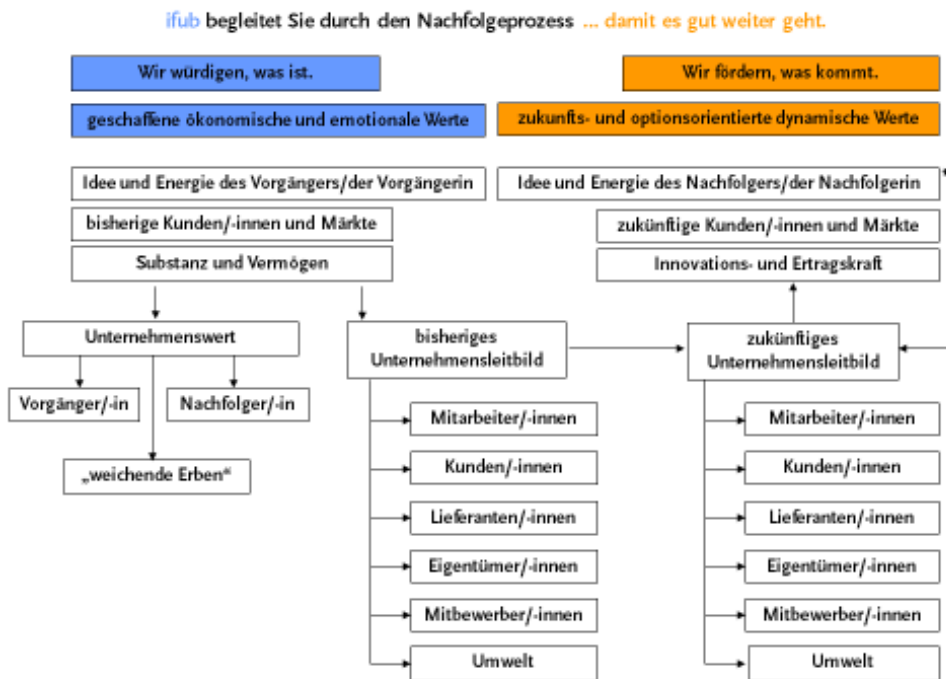 ifub begleitet Sie durch den Nachfolgeprozess ... damit es gut weiter geht.
Wir würdigen, was ist.
Wir fördern, was kommt.
geschaffene ökonomische und emotionale Werte
zukunfts- und optionsorientierte dynamische Werte
Idee und Energie des Vorgängers/der Vorgängerin
Idee und Energie des Nachfolgers/der Nachfolgerin
bisherige Kunden/-innen und Märkte
zukünftige Kunden/-innen und Märkte
Substanz und Vermögen
Innovations- und Ertragskraft
Unternehmenswert
bisheriges
Unternehmensleitbild
zukünftiges
Unternehmensleitbild
Vorgänger/-in
Nachfolger/-in
„weichende Erben“
Mitarbeiter/-innen
Mitarbeiter/-innen
Kunden/-innen
Kunden/-innen
Lieferanten/-innen
Lieferanten/-innen
Eigentümer/-innen
Eigentümer/-innen
Mitbewerber/-innen
Mitbewerber/-innen
Umwelt
Umwelt